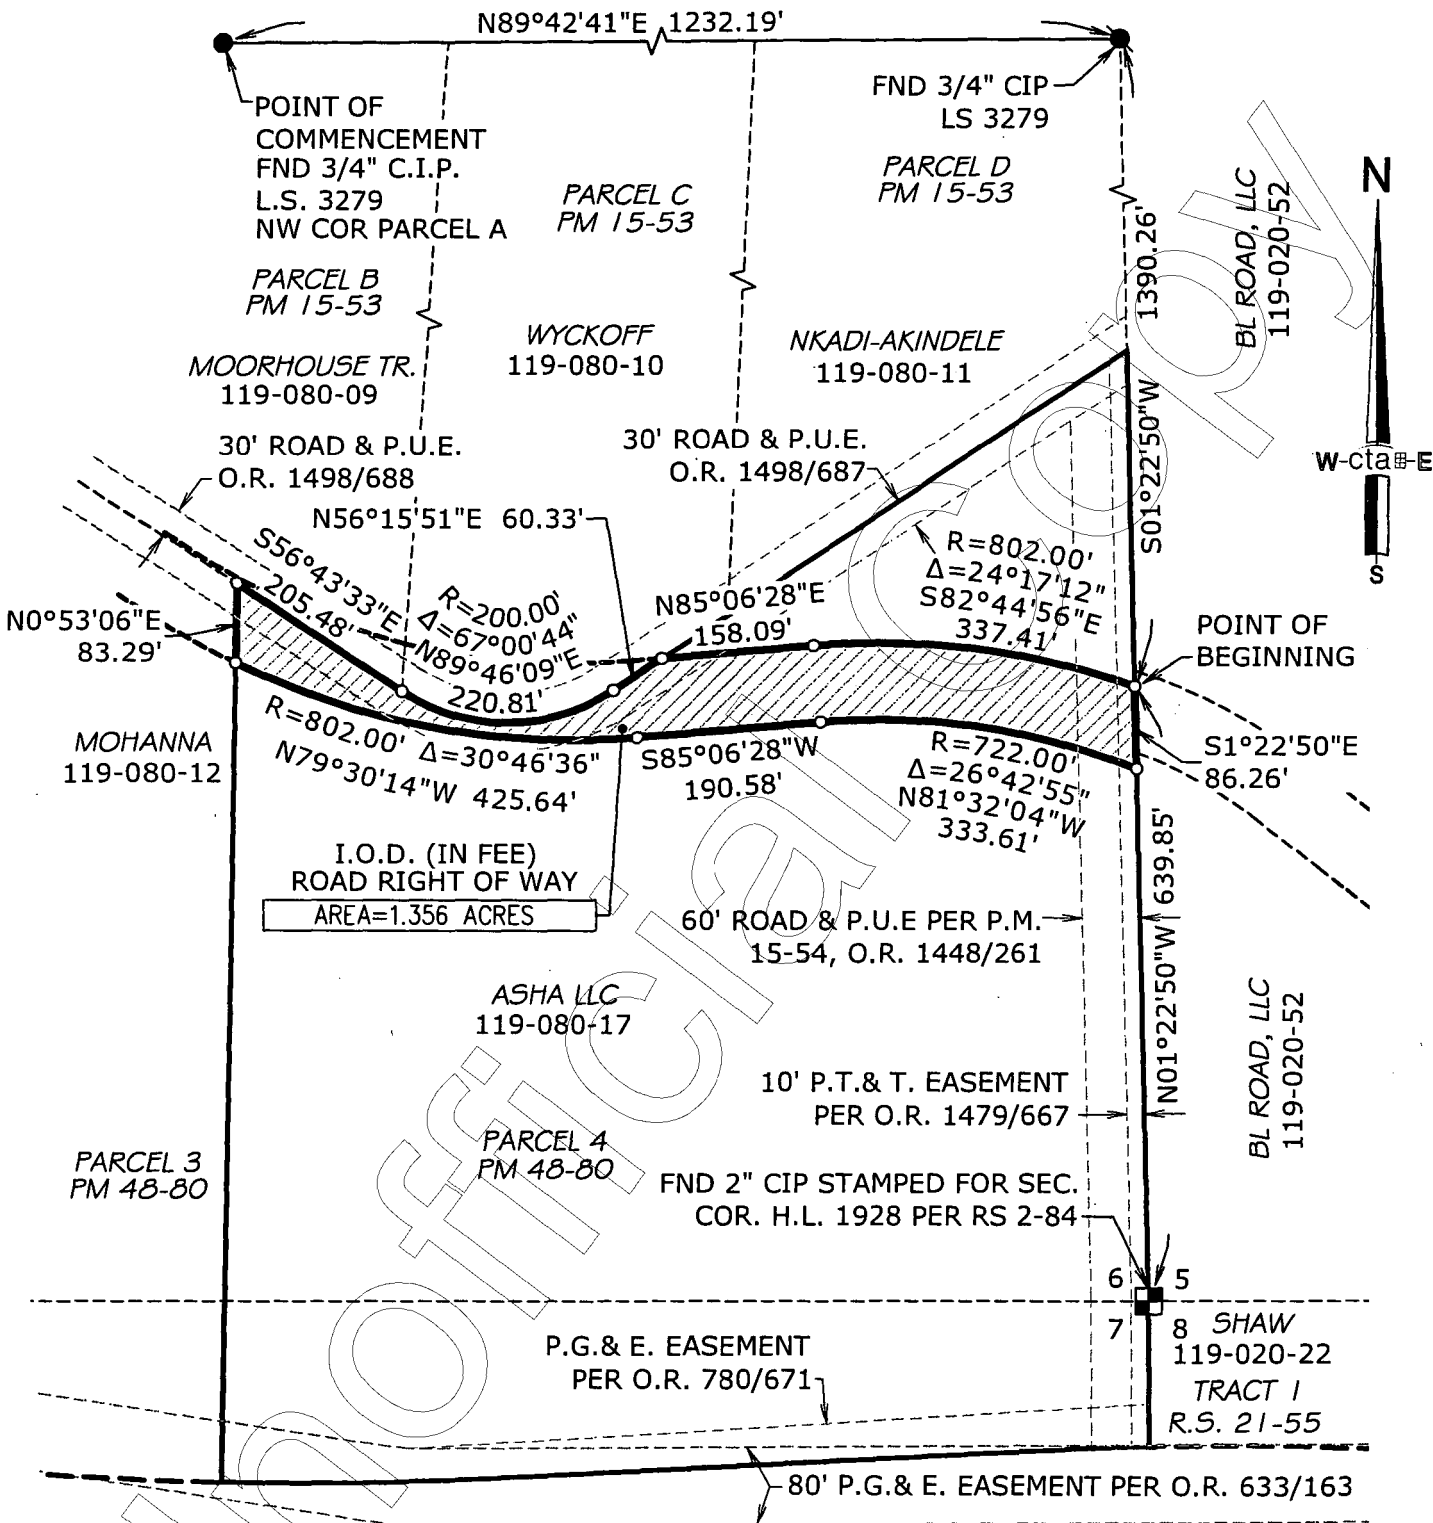 N89°42'41"E 1232.19'
POINT OF
COMMENCEMENT
FND 3/4" C.I.P.
L.S. 3279
NW COR PARCEL A
FND 3/4" CIP
LS 3279
PARCEL D
PM 15-53
PARCEL C
PM 15-53
PARCEL B
PM 15-53
1390.26'
BL ROAD, LLC
119-020-52
N
W-cta-E
S
MOORHOUSE TR.
119-080-09
WYCKOFF
119-080-10
NKADI-AKINDELE
119-080-11
30' ROAD & P.U.E.
O.R. 1498/688
30' ROAD & P.U.E.
O.R. 1498/687
S01°22'50"W
N56°15'51"E 60.33'
S56°43'33"E
205.48'
R=200.00'
Δ=67°00'44"
N89°46'09"E
220.81'
N85°06'28"E
158.09'
R=802.00'
Δ=24°17'12"
S82°44'56"E
337.41'
N0°53'06"E
83.29'
POINT OF
BEGINNING
MOHANNA
119-080-12
R=802.00' Δ=30°46'36"
N79°30'14"W 425.64'
S85°06'28"W
190.58'
R=722.00'
Δ=26°42'55"
N81°32'04"W
333.61'
S1°22'50"E
86.26'
I.O.D. (IN FEE)
ROAD RIGHT OF WAY
AREA=1.356 ACRES
60' ROAD & P.U.E PER P.M.
15-54, O.R. 1448/261
N01°22'50"W 639.85'
ASHA LLC
119-080-17
BL ROAD, LLC
119-020-52
10' P.T.& T. EASEMENT
PER O.R. 1479/667
PARCEL 3
PM 48-80
PARCEL 4
PM 48-80
FND 2" CIP STAMPED FOR SEC.
COR. H.L. 1928 PER RS 2-84
6 5
7 8
SHAW
119-020-22
TRACT 1
R.S. 21-55
P.G.& E. EASEMENT
PER O.R. 780/671
80' P.G.& E. EASEMENT PER O.R. 633/163
nofficial Copy